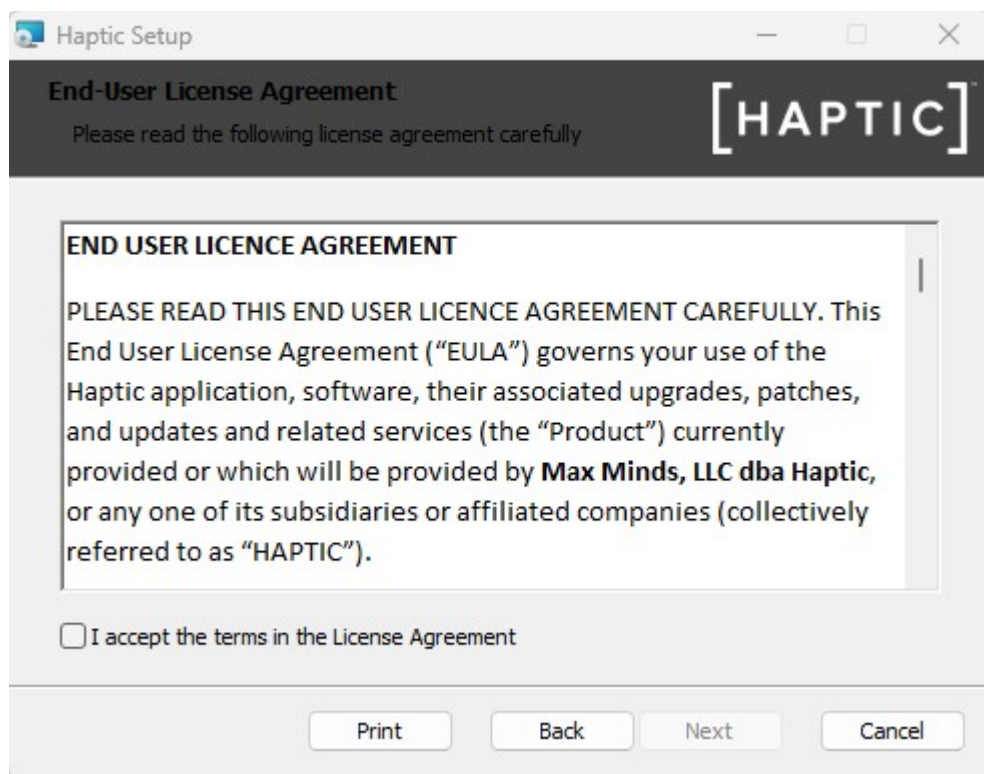 Haptic Setup
End-User License Agreement
Please read the following license agreement carefully
[HAPTIC]™
END USER LICENCE AGREEMENT
PLEASE READ THIS END USER LICENCE AGREEMENT CAREFULLY. This
End User License Agreement (“EULA”) governs your use of the
Haptic application, software, their associated upgrades, patches,
and updates and related services (the “Product”) currently
provided or which will be provided by Max Minds, LLC dba Haptic,
or any one of its subsidiaries or affiliated companies (collectively
referred to as “HAPTIC”).
I accept the terms in the License Agreement
Print Back Next Cancel